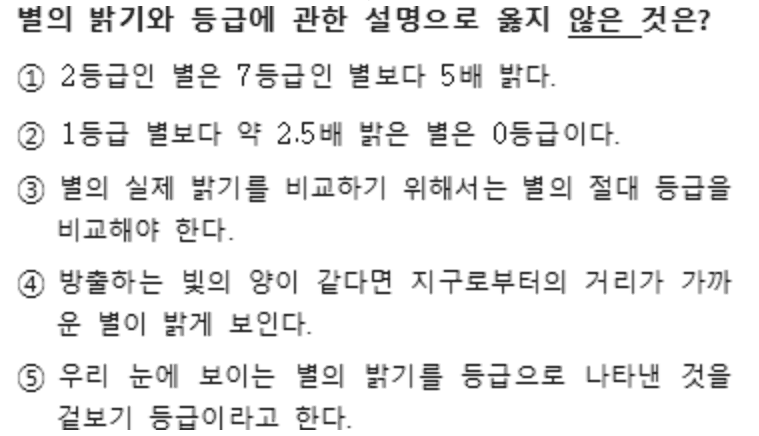 별의 밝기와 등급에 관한 설명으로 옳지 않은 것은?
① 2등급인 별은 7등급인 별보다 5배 밝다.
② 1등급 별보다 약 2.5배 밝은 별은 0등급이다.
③ 별의 실제 밝기를 비교하기 위해서는 별의 절대 등급을
비교해야 한다.
④ 방출하는 빛의 양이 같다면 지구로부터의 거리가 가까
운 별이 밝게 보인다.
⑤ 우리 눈에 보이는 별의 밝기를 등급으로 나타낸 것을
겉보기 등급이라고 한다.